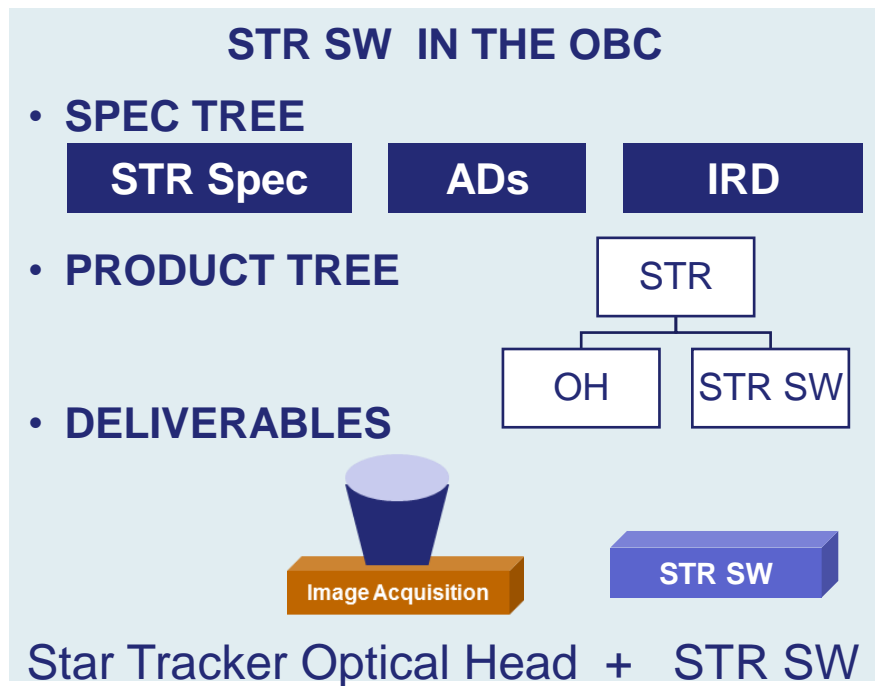 STR SW IN THE OBC
• SPEC TREE
STR Spec ADs IRD
• PRODUCT TREE
STR
OH STR SW
• DELIVERABLES
Image Acquisition
STR SW
Star Tracker Optical Head + STR SW